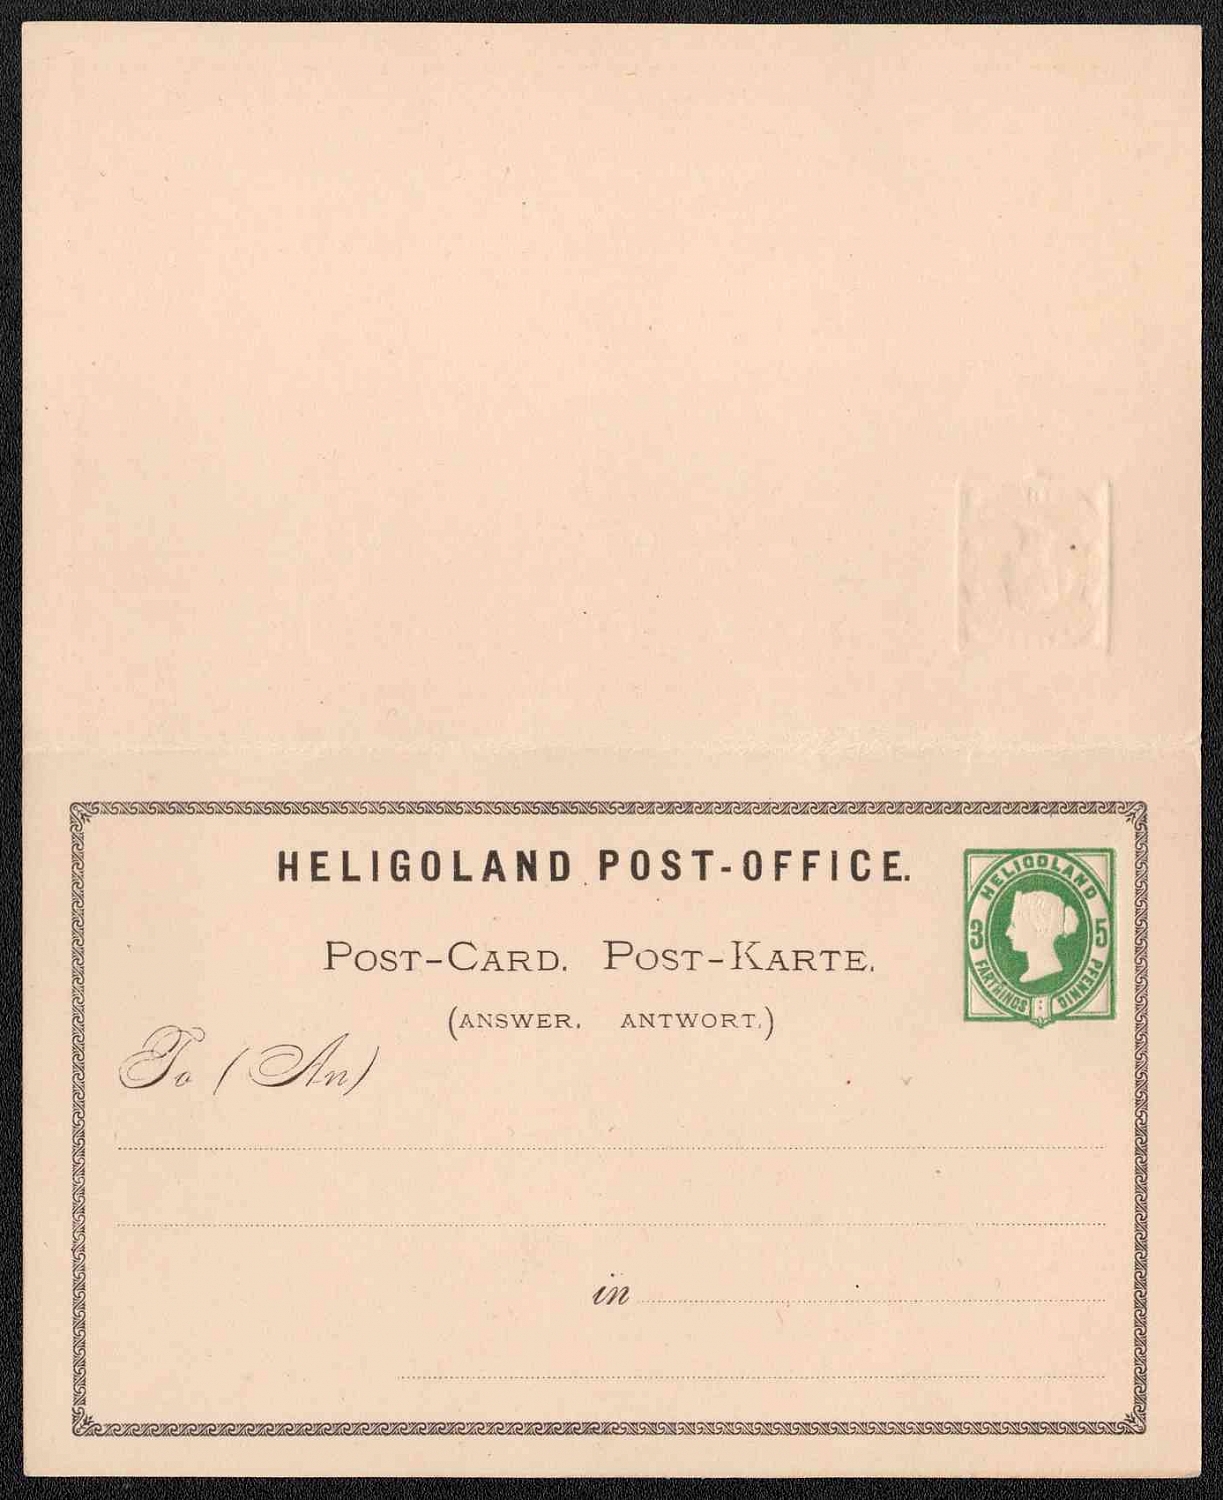 HELIGOLAND POST-OFFICE.
HELIGOLAND
POST-CARD. POST-KARTE.
3 5
FARTHINGS PFENNIG
(ANSWER. ANTWORT.)
To (An)
in